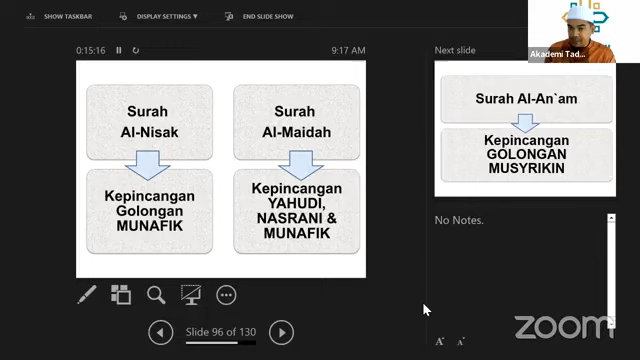 SHOW TASKBAR
DISPLAY SETTINGS ▼
END SLIDE SHOW
Akademi Tad...
0:15:16
9:17 AM
Next slide
Surah
Al-Nisak
Kepincangan
Golongan
MUNAFIK
Surah
Al-Maidah
Kepincangan
YAHUDI,
NASRANI &
MUNAFIK
Surah Al-An`am
Kepincangan
GOLONGAN
MUSYRIKIN
No Notes.
Slide 96 of 130
A A
zoom